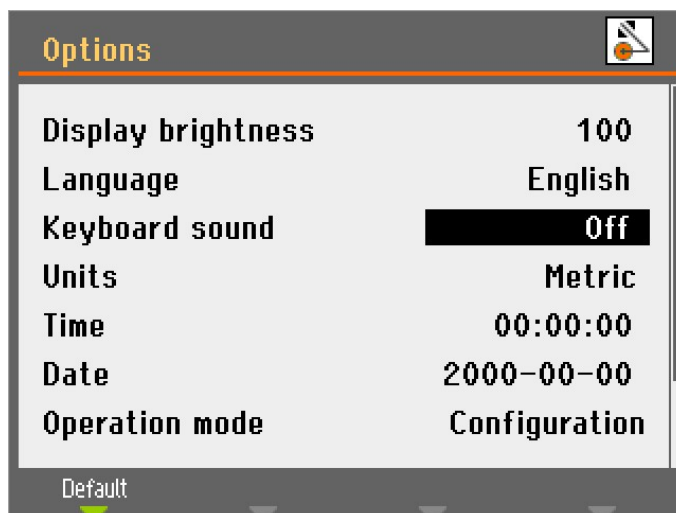 Options
Display brightness 100
Language English
Keyboard sound Off
Units Metric
Time 00:00:00
Date 2000-00-00
Operation mode Configuration
Default